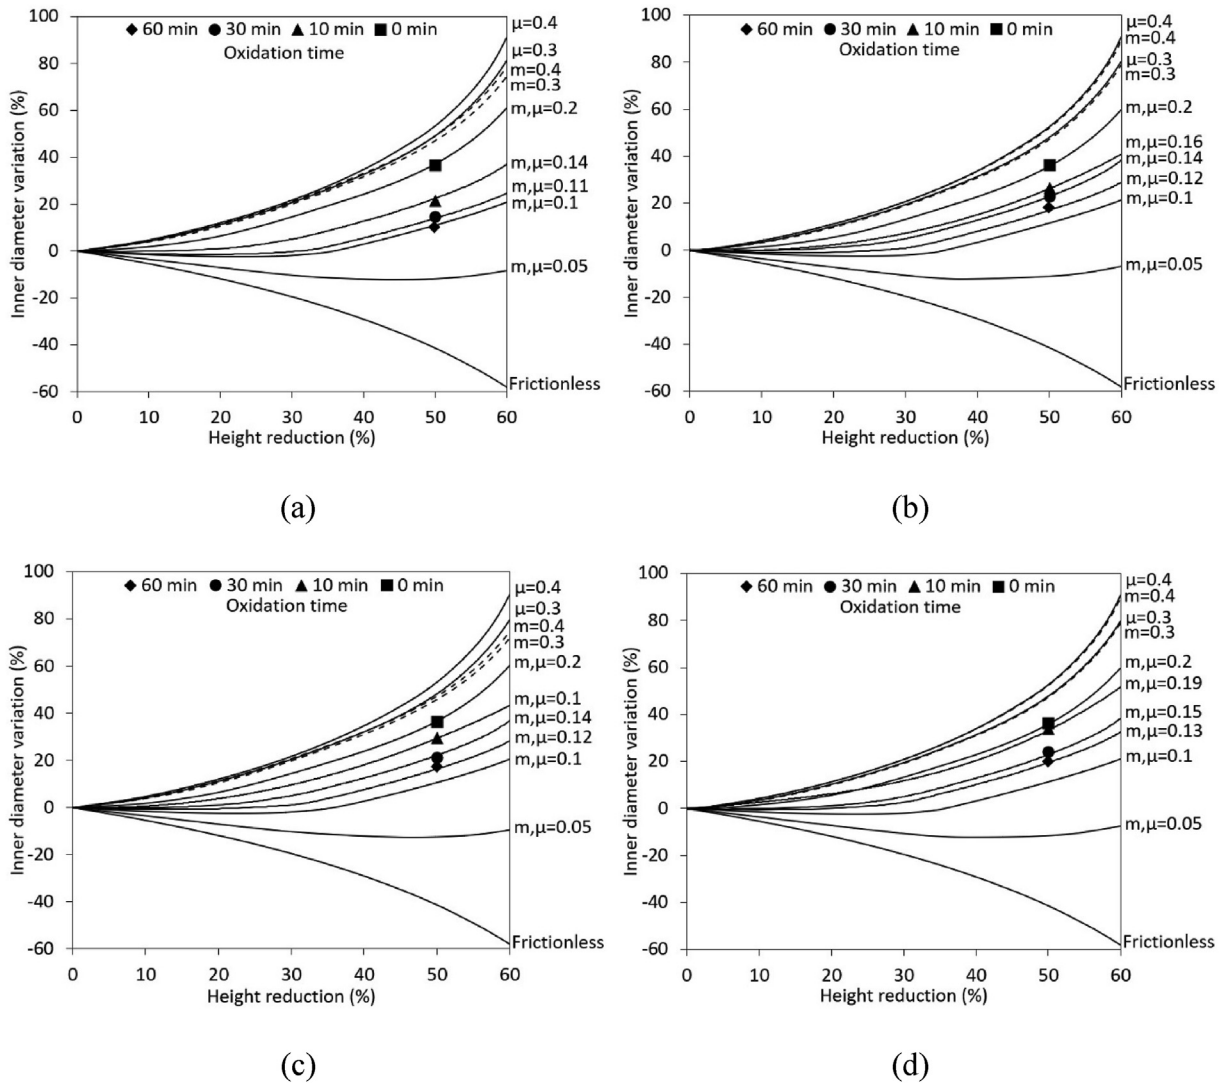 100
80
60
40
20
0
-20
-40
-60
Inner diameter variation (%)
60 min 30 min 10 min 0 min
Oxidation time
μ=0.4
μ=0.3
m=0.4
m=0.3
m,μ=0.2
m,μ=0.14
m,μ=0.11
m,μ=0.1
m,μ=0.05
Frictionless
0 10 20 30 40 50 60
Height reduction (%)
(a)
100
80
60
40
20
0
-20
-40
-60
Inner diameter variation (%)
60 min 30 min 10 min 0 min
Oxidation time
μ=0.4
m=0.4
μ=0.3
m=0.3
m,μ=0.2
m,μ=0.16
m,μ=0.14
m,μ=0.12
m,μ=0.1
m,μ=0.05
Frictionless
0 10 20 30 40 50 60
Height reduction (%)
(b)
100
80
60
40
20
0
-20
-40
-60
Inner diameter variation (%)
60 min 30 min 10 min 0 min
Oxidation time
μ=0.4
μ=0.3
m=0.4
m=0.3
m,μ=0.2
m,μ=0.1
m,μ=0.14
m,μ=0.12
m,μ=0.1
m,μ=0.05
Frictionless
0 10 20 30 40 50 60
Height reduction (%)
(c)
100
80
60
40
20
0
-20
-40
-60
Inner diameter variation (%)
60 min 30 min 10 min 0 min
Oxidation time
μ=0.4
m=0.4
μ=0.3
m=0.3
m,μ=0.2
m,μ=0.19
m,μ=0.15
m,μ=0.13
m,μ=0.1
m,μ=0.05
Frictionless
0 10 20 30 40 50 60
Height reduction (%)
(d)